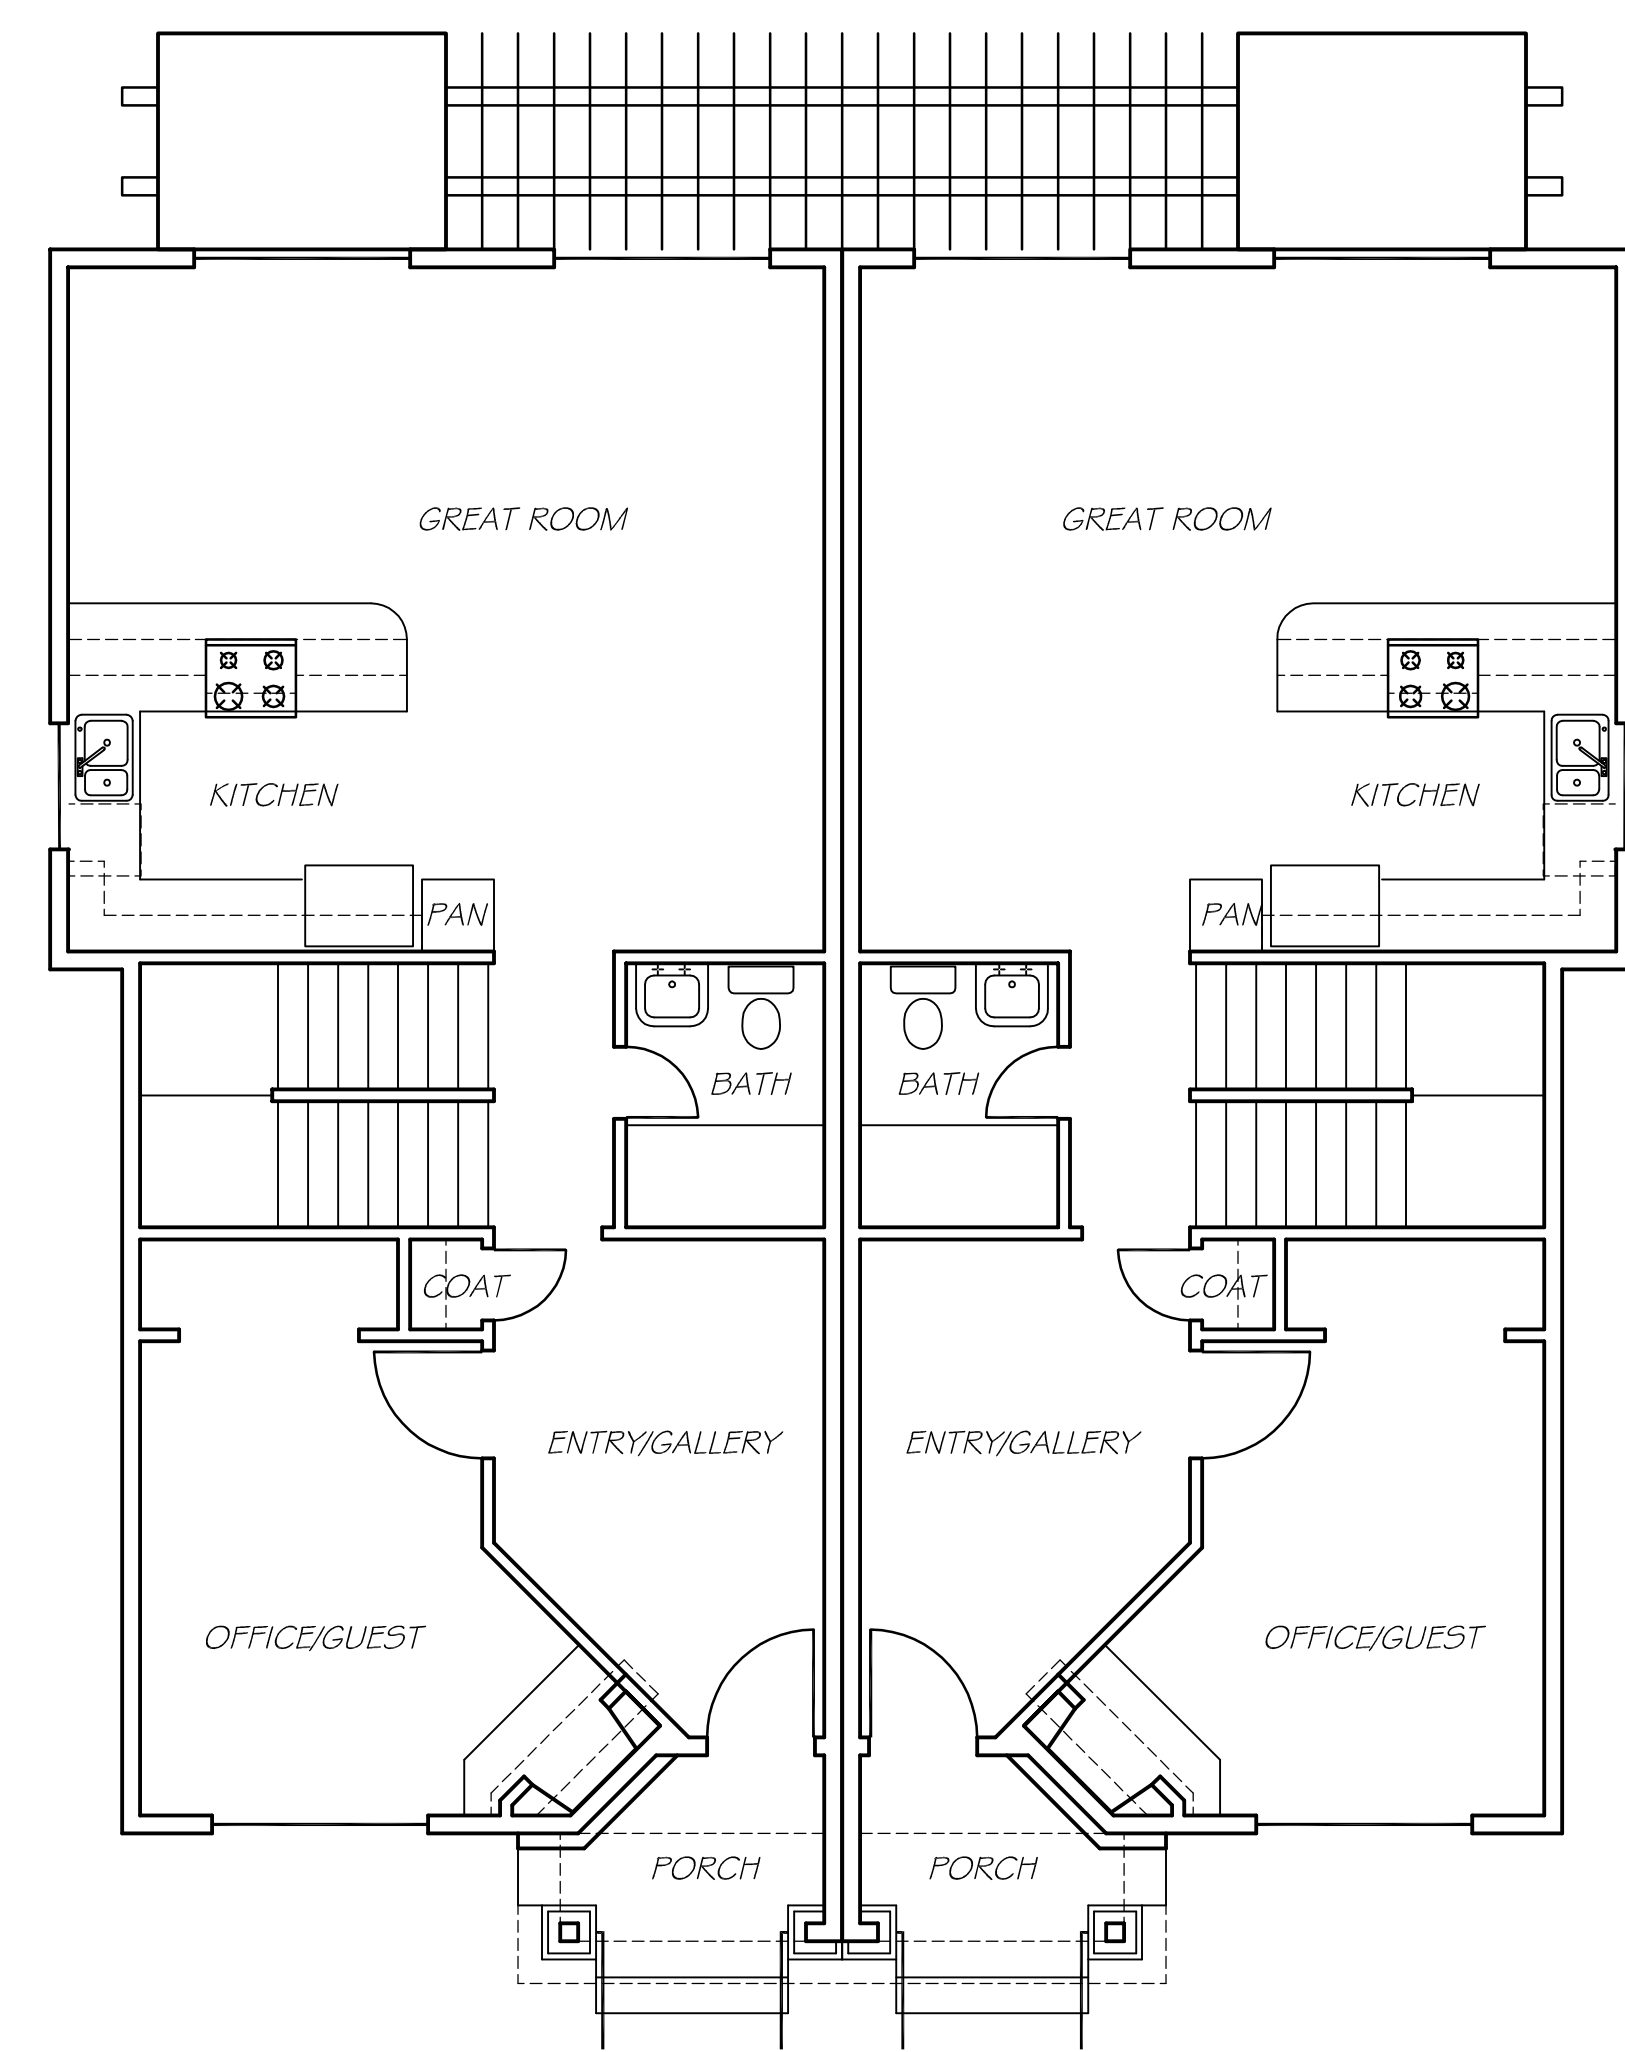 GREAT ROOM
GREAT ROOM
KITCHEN
KITCHEN
PAN
PAN
BATH
BATH
COAT
COAT
ENTRY/GALLERY
ENTRY/GALLERY
OFFICE/GUEST
OFFICE/GUEST
PORCH
PORCH